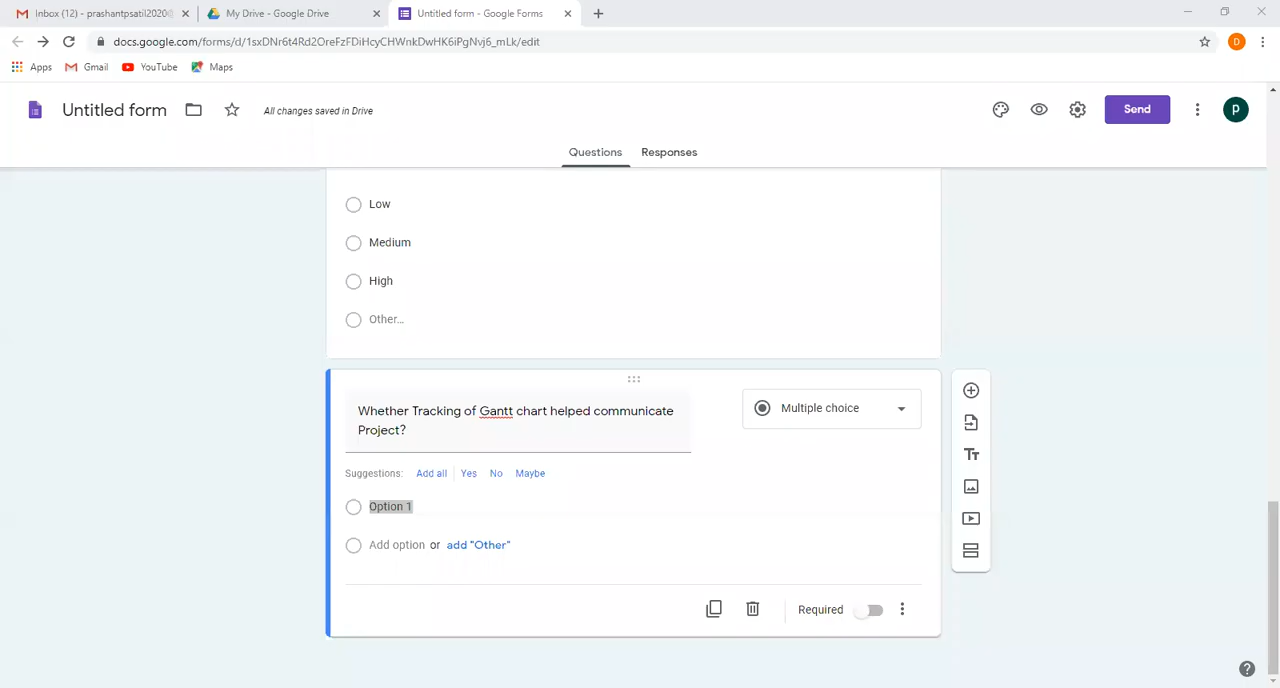 Inbox (12) - prashantpsatil2020@
My Drive - Google Drive
Untitled form - Google Forms
docs.google.com/forms/d/1sxDNr6t4Rd2OreFzFDiHcyCHWnkDwHK6iPgNvj6_mLk/edit
D
Apps
Gmail
YouTube
Maps
Untitled form
All changes saved in Drive
Send
P
Questions
Responses
Low
Medium
High
Other...
Whether Tracking of Gantt chart helped communicate
Project?
Multiple choice
Suggestions: Add all Yes No Maybe
Option 1
Add option or add "Other"
Tт
Required
?